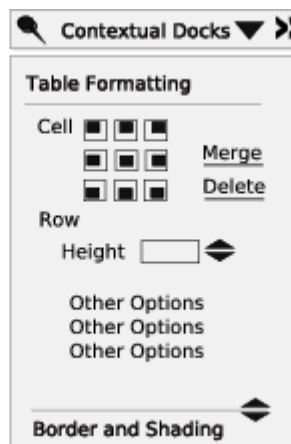 Contextual Docks
Table Formatting
Cell
Merge
Delete
Row
Height
Other Options
Other Options
Other Options
Border and Shading